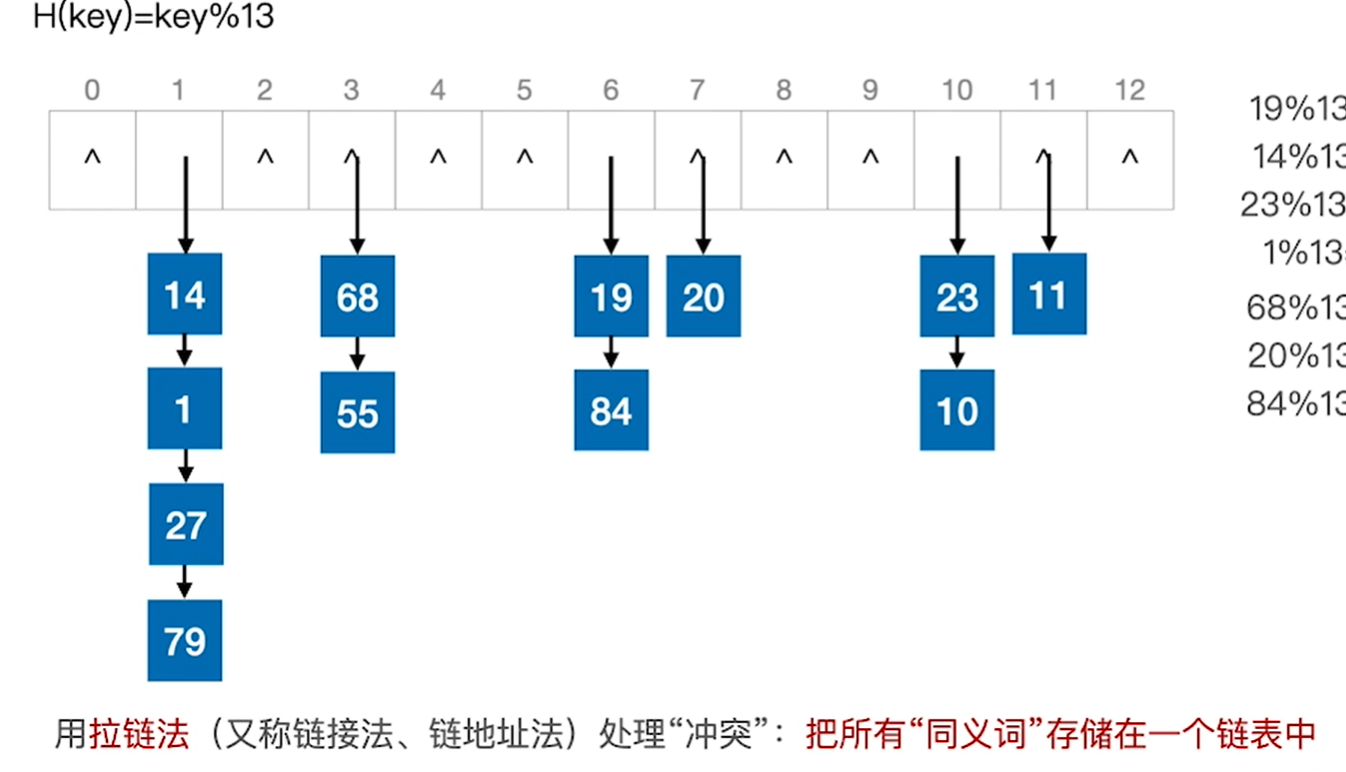 H(key)=key%13
0 1 2 3 4 5 6 7 8 9 10 11 12
^ ^ ^ ^ ^ ^ ^ ^ ^ ^ ^
19%13
14%13
23%13
1%13=
68%13
20%13
84%13
14 68 19 20 23 11
1 55 84 10
27
79
用拉链法（又称链接法、链地址法）处理“冲突”：把所有“同义词”存储在一个链表中